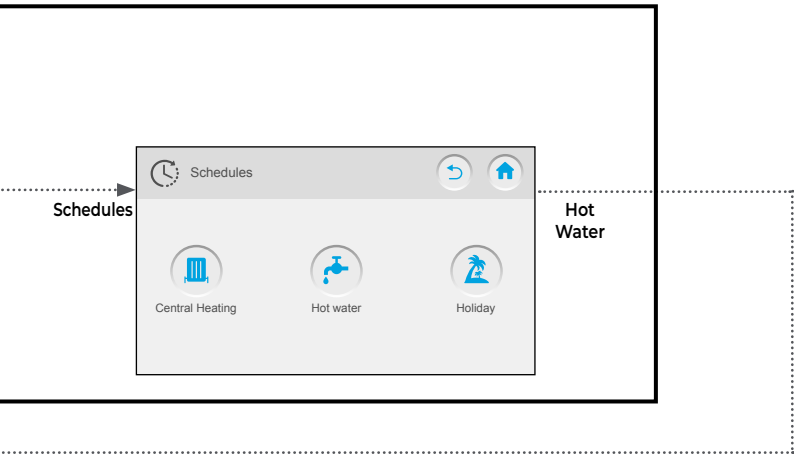 Schedules
Schedules
Hot
Water
Central Heating
Hot water
Holiday